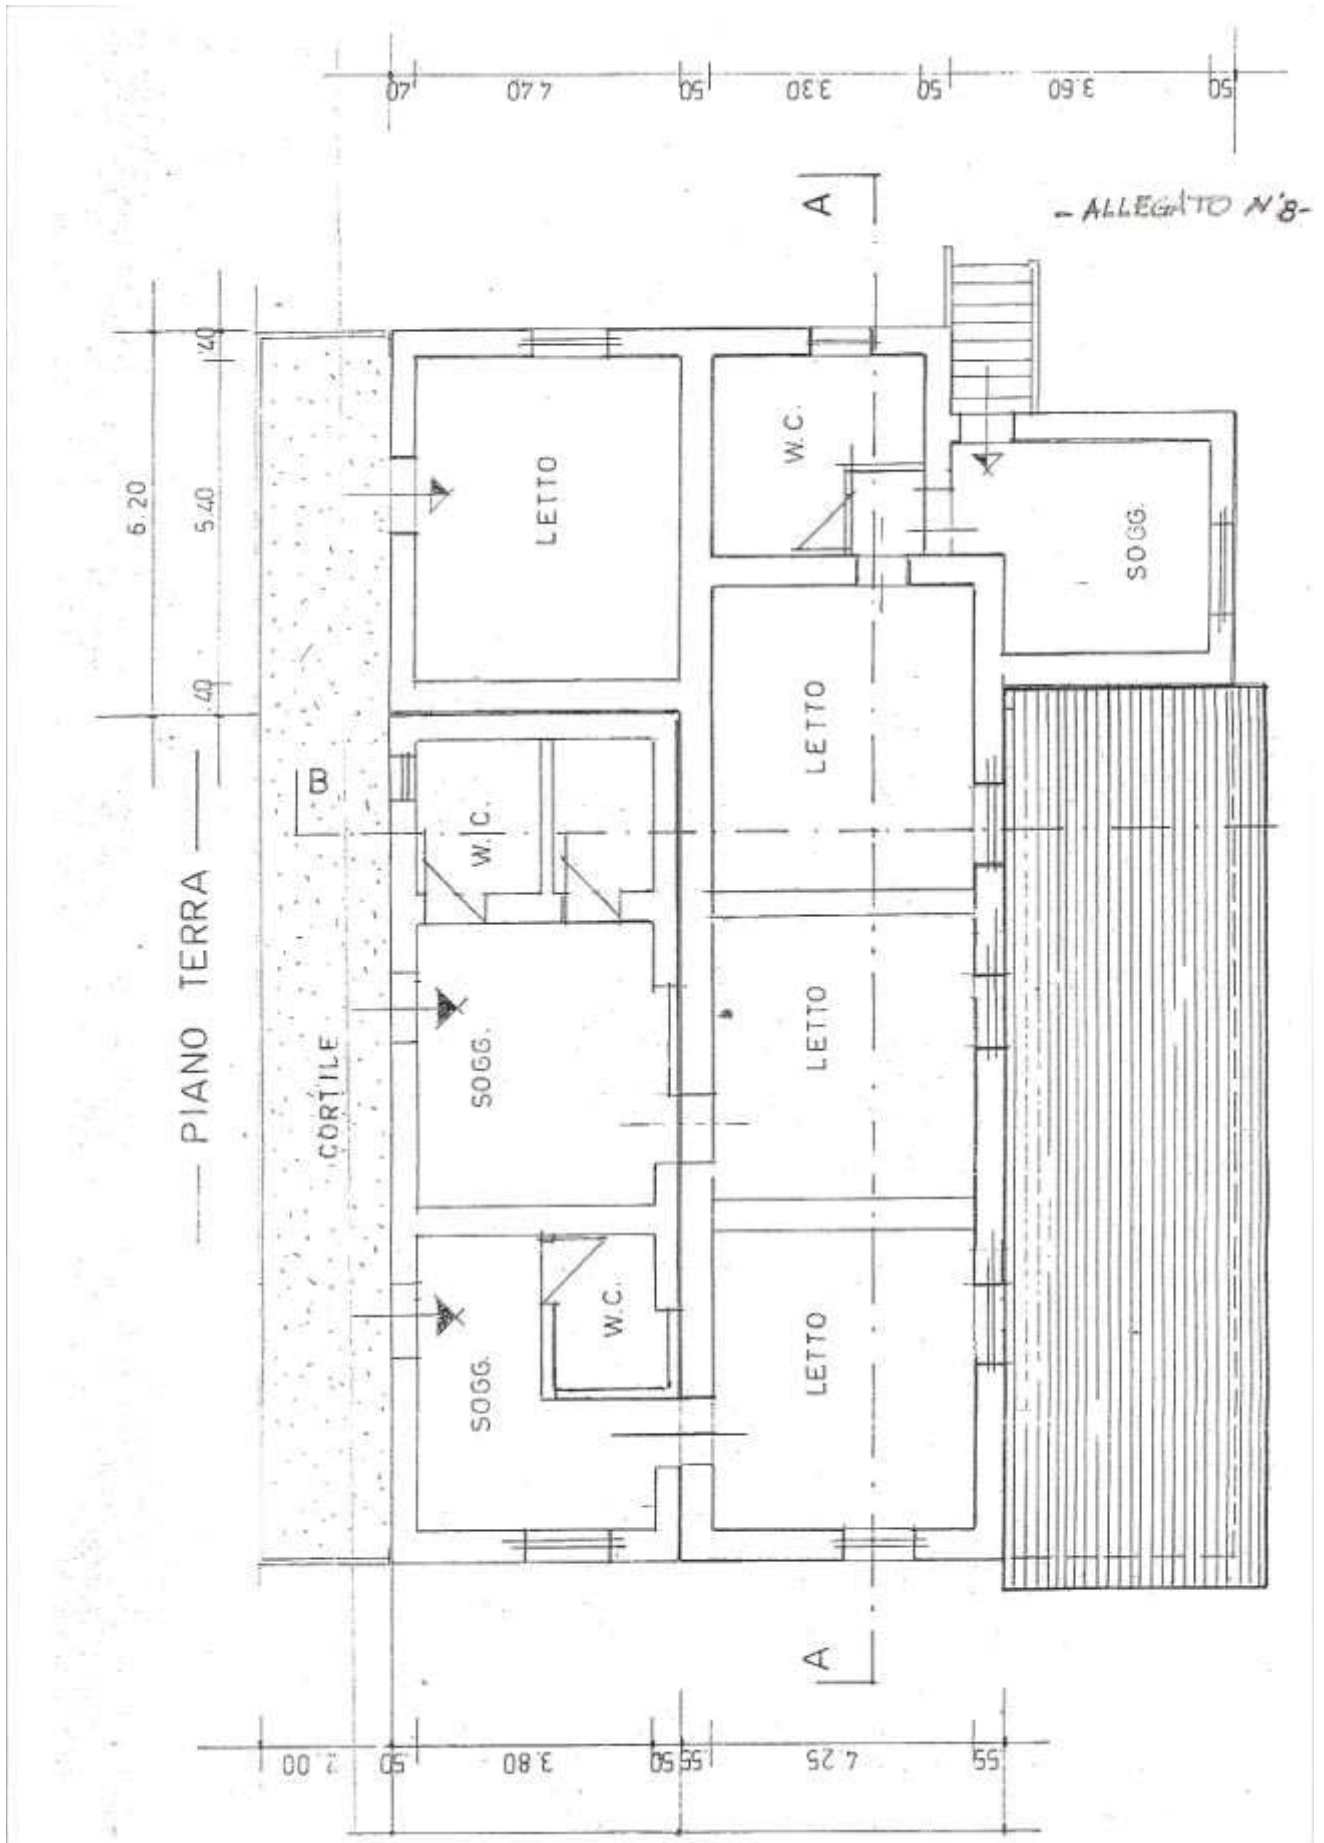 40
4.40
50
3.30
50
3.60
50
A
- ALLEGATO N°8-
6.20
.40
5.40
.40
LETTO
W.C.
SOGG.
B
W.C.
LETTO
PIANO TERRA
CORTILE
SOGG.
LETTO
SOGG.
W.C.
LETTO
A
2.00
50
3.80
50
55
4.25
55